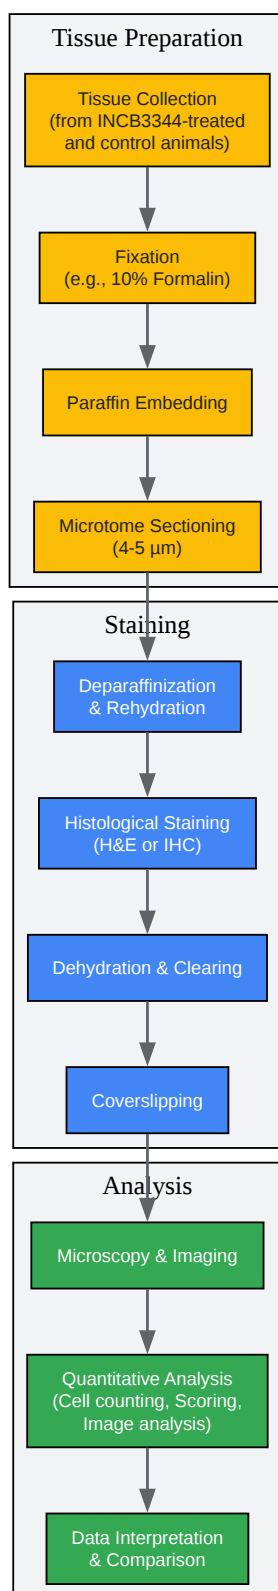 Tissue Preparation
Tissue Collection
(from INCB3344-treated
and control animals)
Fixation
(e.g., 10% Formalin)
Paraffin Embedding
Microtome Sectioning
(4-5 µm)
Staining
Deparaffinization
& Rehydration
Histological Staining
(H&E or IHC)
Dehydration & Clearing
Coverslipping
Analysis
Microscopy & Imaging
Quantitative Analysis
(Cell counting, Scoring,
Image analysis)
Data Interpretation
& Comparison